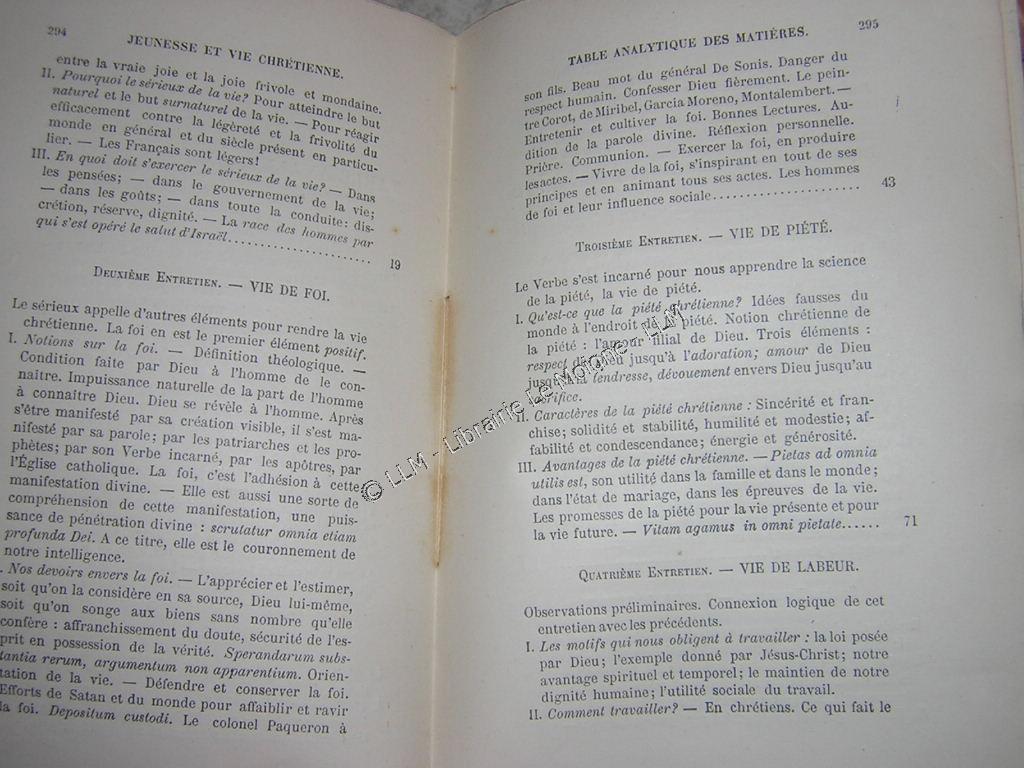 294
JEUNESSE ET VIE CHRÉTIENNE.
entre la vraie joie et la joie frivole et mondaine.
II. Pourquoi le sérieux de la vie? Pour atteindre le but
naturel et le but surnaturel de la vie. — Pour réagir
efficacement contre la légèreté et la frivolité du
monde en général et du siècle présent en particu-
lier. — Les Français sont légers!
III. En quoi doit s'exercer le sérieux de la vie? — Dans
les pensées; — dans le gouvernement de la vie;
— dans les goûts; — dans toute la conduite: dis-
crétion, réserve, dignité. — La race des hommes par
qui s'est opéré le salut d'Israël.................... 19
DEUXIÈME ENTRETIEN. — VIE DE FOI.
Le sérieux appelle d'autres éléments pour rendre la vie
chrétienne. La foi en est le premier élément positif.
I. Notions sur la foi. — Définition théologique. —
Condition faite par Dieu à l'homme de le con-
naître. Impuissance naturelle de la part de l'homme
à connaître Dieu. Dieu se révèle à l'homme. Après
s'être manifesté par sa création visible, il s'est ma-
nifesté par sa parole; par les patriarches et les pro-
phètes; par son Verbe incarné, par les apôtres, par
l'Église catholique. La foi, c'est l'adhésion à cette
manifestation divine. — Elle est aussi une sorte de
compréhension de cette manifestation, une puis-
sance de pénétration divine : scrutatur omnia etiam
profunda Dei. A ce titre, elle est le couronnement de
notre intelligence.
. Nos devoirs envers la foi. — L'apprécier et l'estimer,
soit qu'on la considère en sa source, Dieu lui-même,
soit qu'on songe aux biens sans nombre qu'elle
confère : affranchissement du doute, sécurité de l'es-
prit en possession de la vérité. Sperandarum subs-
tantia rerum, argumentum non apparentium. Orien-
tation de la vie. — Défendre et conserver la foi.
Efforts de Satan et du monde pour affaiblir et ravir
la foi. Depositum custodi. Le colonel Paqueron à
TABLE ANALYTIQUE DES MATIÈRES.
295
son fils. Beau mot du général De Sonis. Danger du
respect humain. Confesser Dieu fièrement. Le pein-
tre Corot, de Miribel, Garcia Moreno, Montalembert. —
Entretenir et cultiver la foi. Bonnes Lectures. Au-
dition de la parole divine. Réflexion personnelle.
Prière. Communion. — Exercer la foi, en produire
les actes. — Vivre de la foi, s'inspirant en tout de ses
principes et en animant tous ses actes. Les hommes
de foi et leur influence sociale.................... 43
TROISIÈME ENTRETIEN. — VIE DE PIÉTÉ.
Le Verbe s'est incarné pour nous apprendre la science
de la piété, la vie de piété.
I. Qu'est-ce que la piété chrétienne? Idées fausses du
monde à l'endroit de la piété. Notion chrétienne de
la piété : l'amour filial de Dieu. Trois éléments :
respect de Dieu jusqu'à l'adoration; amour de Dieu
jusqu'à la tendresse, dévouement envers Dieu jusqu'au
sacrifice.
II. Caractères de la piété chrétienne : Sincérité et fran-
chise; solidité et stabilité, humilité et modestie; af-
fabilité et condescendance; énergie et générosité.
III. Avantages de la piété chrétienne. — Pietas ad omnia
utilis est, son utilité dans la famille et dans le monde;
dans l'état de mariage, dans les épreuves de la vie.
Les promesses de la piété pour la vie présente et pour
la vie future. — Vitam agamus in omni pietate...... 71
QUATRIÈME ENTRETIEN. — VIE DE LABEUR.
Observations préliminaires. Connexion logique de cet
entretien avec les précédents.
I. Les motifs qui nous obligent à travailler : la loi posée
par Dieu; l'exemple donné par Jésus-Christ; notre
avantage spirituel et temporel; le maintien de notre
dignité humaine; l'utilité sociale du travail.
II. Comment travailler? — En chrétiens. Ce qui fait le
© LLM - Librairie Le Moigne - LLM